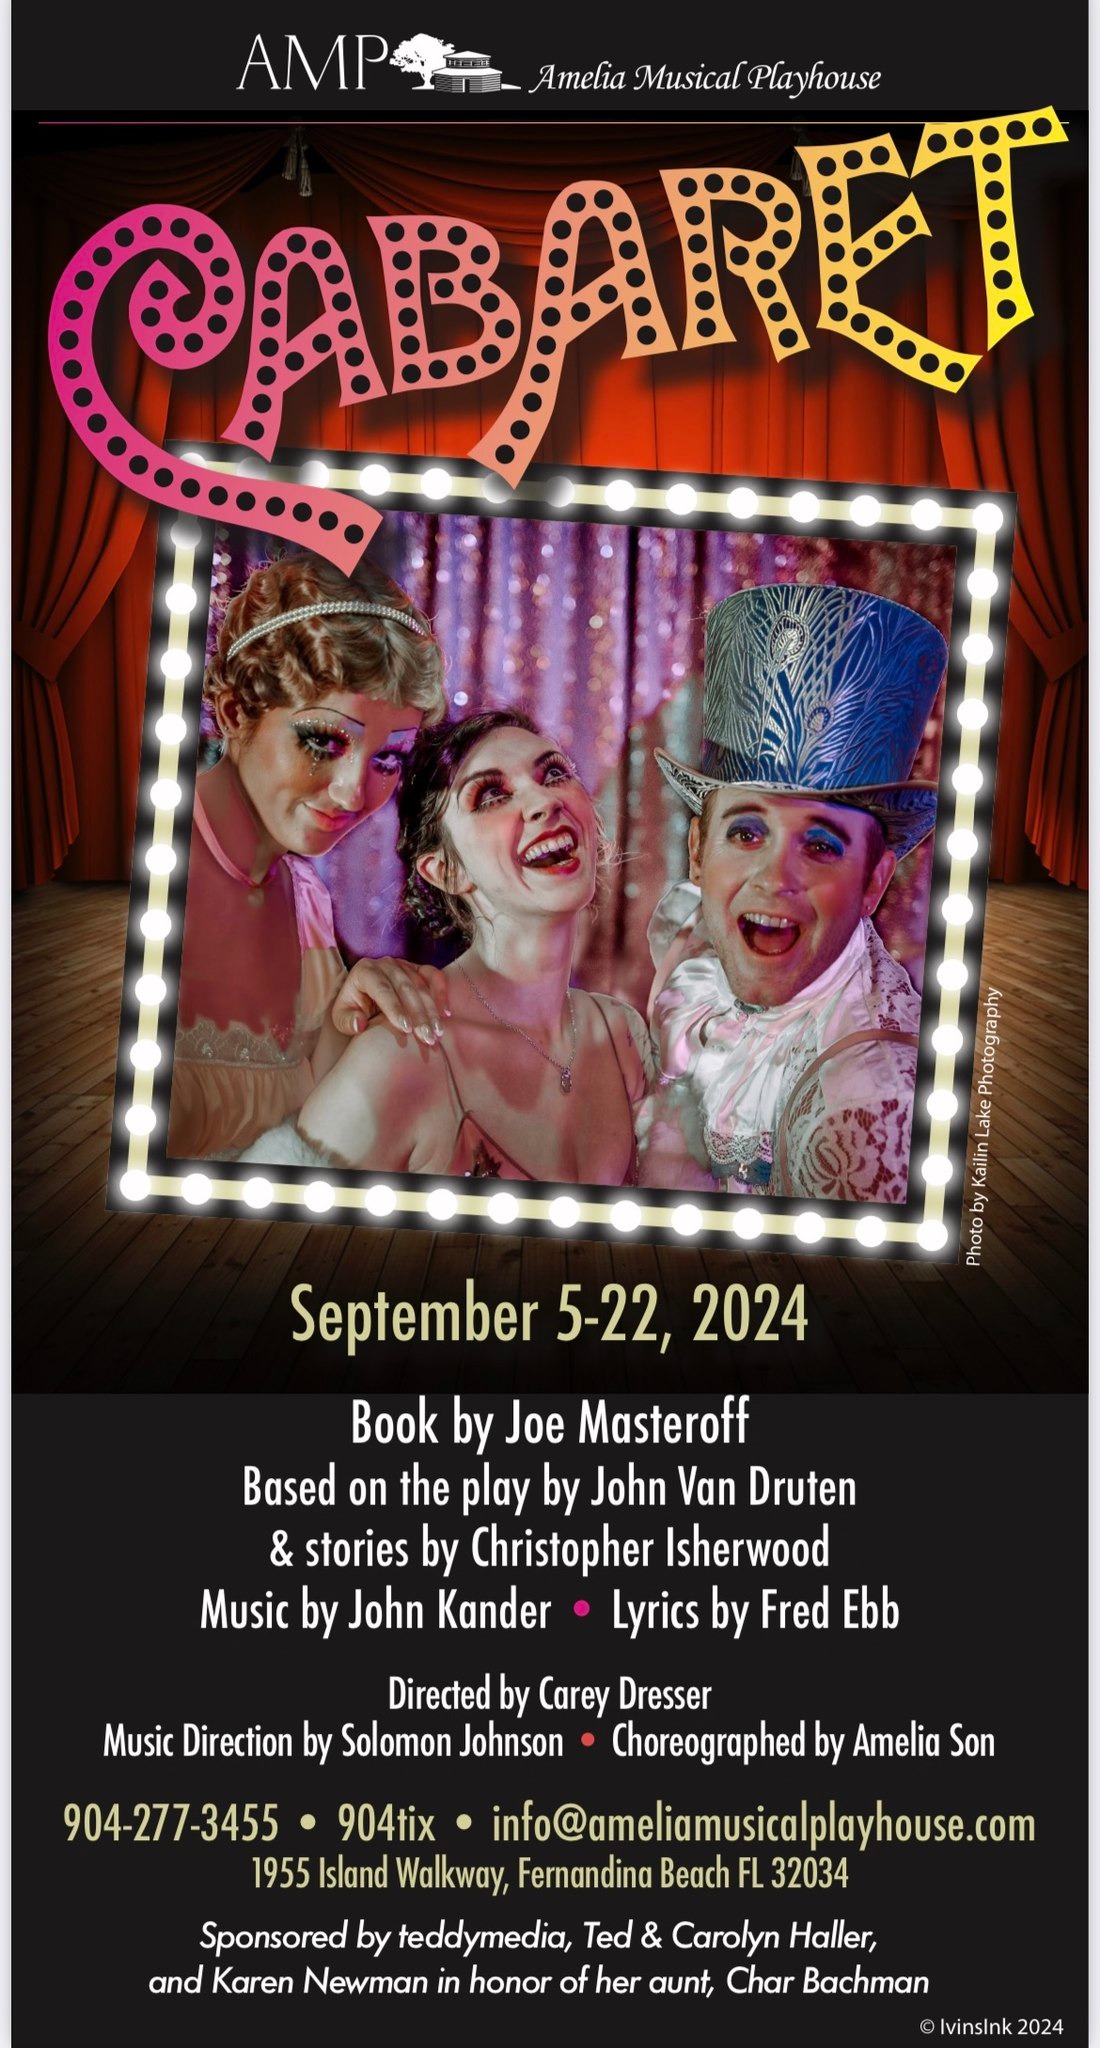 AMP Amelia Musical Playhouse
CABARET
Photo by Kailin Lake Photography
September 5-22, 2024
Book by Joe Masteroff
Based on the play by John Van Druten
& stories by Christopher Isherwood
Music by John Kander • Lyrics by Fred Ebb
Directed by Carey Dresser
Music Direction by Solomon Johnson • Choreographed by Amelia Son
904-277-3455 • 904tix • info@ameliamusicalplayhouse.com
1955 Island Walkway, Fernandina Beach FL 32034
Sponsored by teddymedia, Ted & Carolyn Haller,
and Karen Newman in honor of her aunt, Char Bachman
© IvinsInk 2024